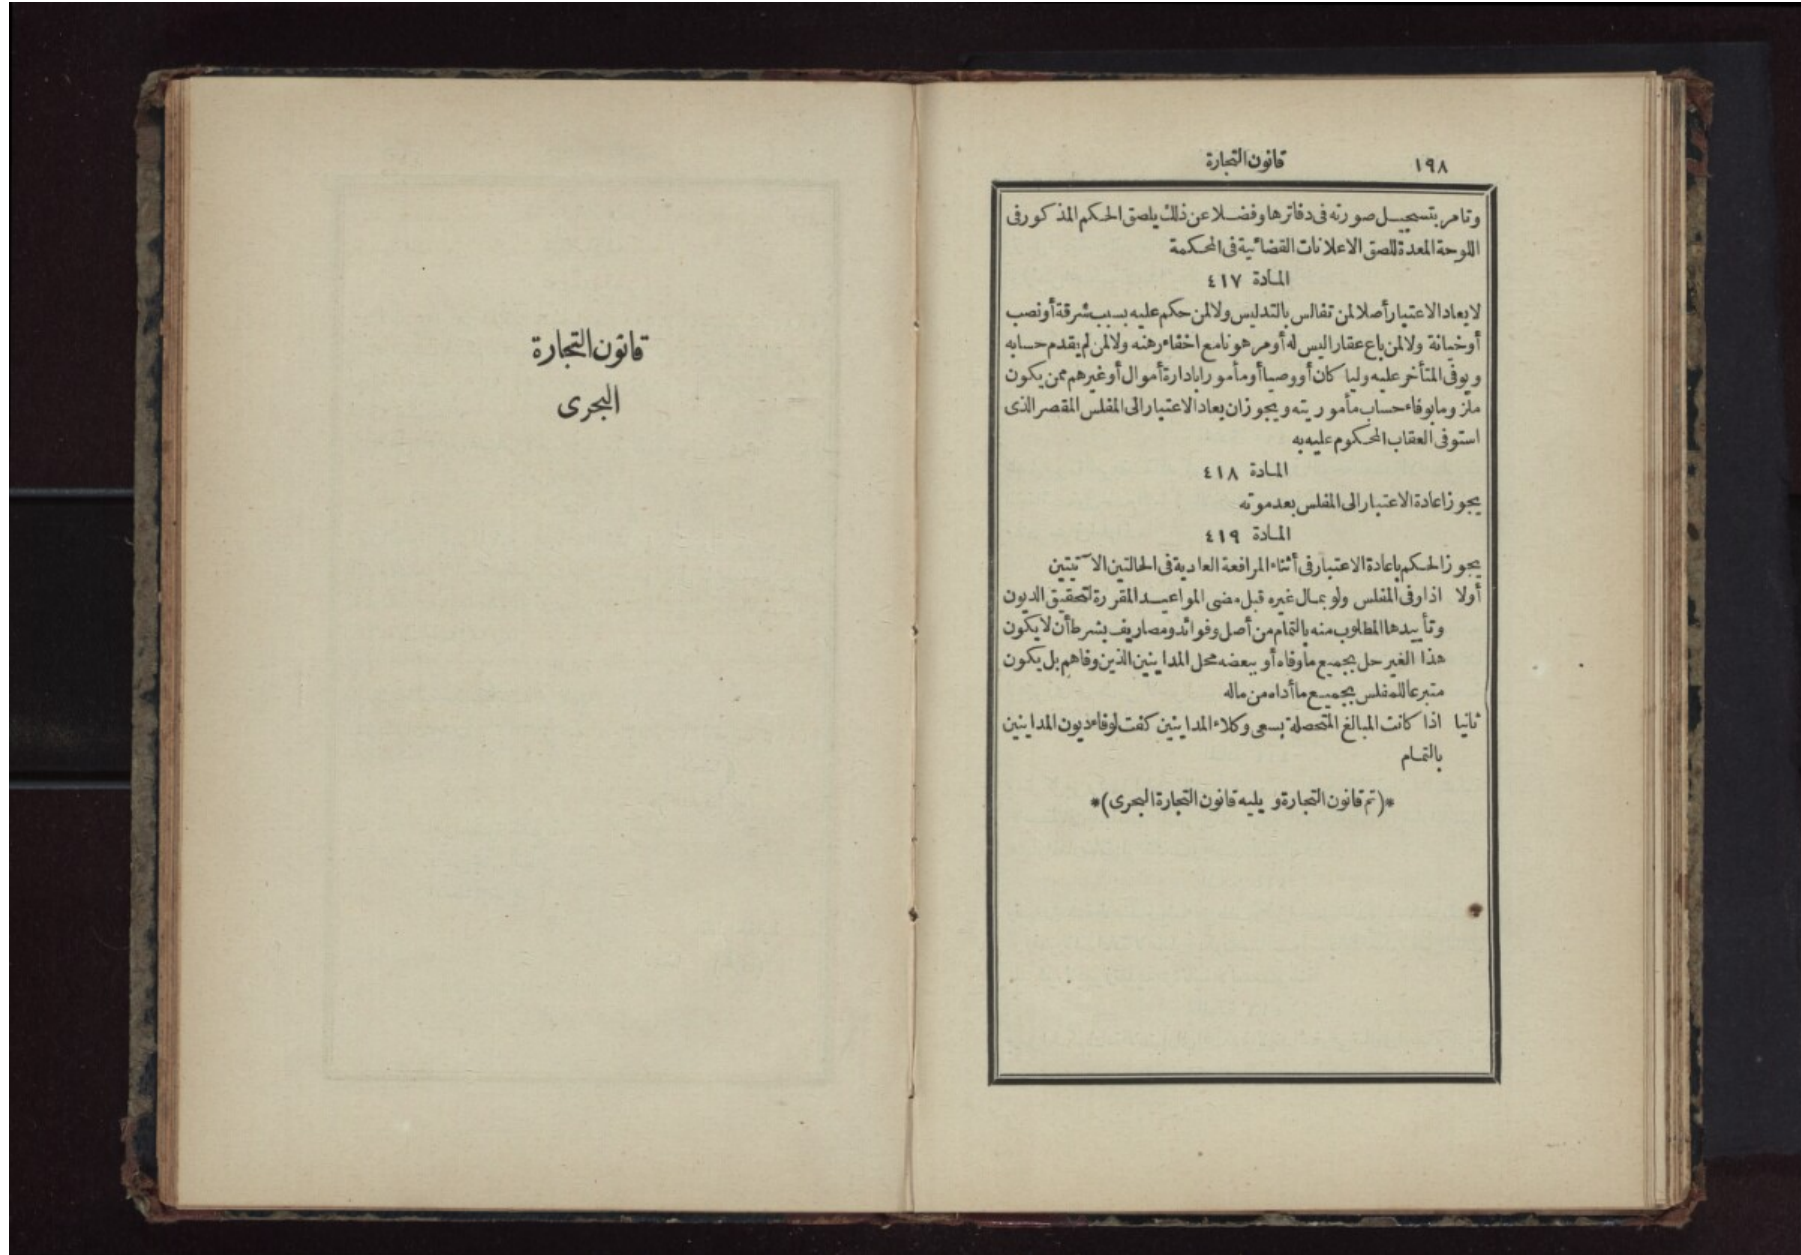 ١٩٨
قانون التجارة
وتامر بتسجيل صورته فى دفاترها وفضلا عن ذلك يلصق الحكم المذكور فى
اللوحة المعدة للصق الاعلانات القضائية فى المحكمة
المادة ٤١٧
لا يعاد الاعتبار أصلا لمن تفالس بالتدليس ولا لمن حكم عليه بسبب سرقة أو نصب
أو خيانة ولا لمن باع عقارا ليس له أو مرهونا مع اخفاء رهنه ولا لمن لم يقدم حسابه
ويوفى المتأخر عليه وليا كان أو وصيا أو مأمورا بادارة أموال أو غيرهم ممن يكون
ملزوما بوفاء حساب مأموريته ويجوز ان يعاد الاعتبار الى المفلس المقصر الذى
استوفى العقاب المحكوم عليه به
المادة ٤١٨
يجوز اعادة الاعتبار الى المفلس بعد موته
المادة ٤١٩
يجوز الحكم باعادة الاعتبار فى أثناء المرافعة العادية فى الحالتين الآتيتين
أولا اذا وفى المفلس ولو بمال غيره قبل مضى المواعيد المقررة لتحقيق الديون
وتأييدها المطلوب منه بالتمام من أصل وفوائد ومصاريف بشرط أن لا يكون
هذا الغير حل بجميع ما وفاه أو ببعضه محل المداينين الذين وفاهم بل يكون
متبرعا للمفلس بجميع ما أداه من ماله
ثانيا اذا كانت المبالغ المتحصلة بسعى وكلاء المداينين كفت لوفاء ديون المداينين
بالتمام
*(تم قانون التجارة ويليه قانون التجارة البحرى)*
قانون التجارة
البحرى